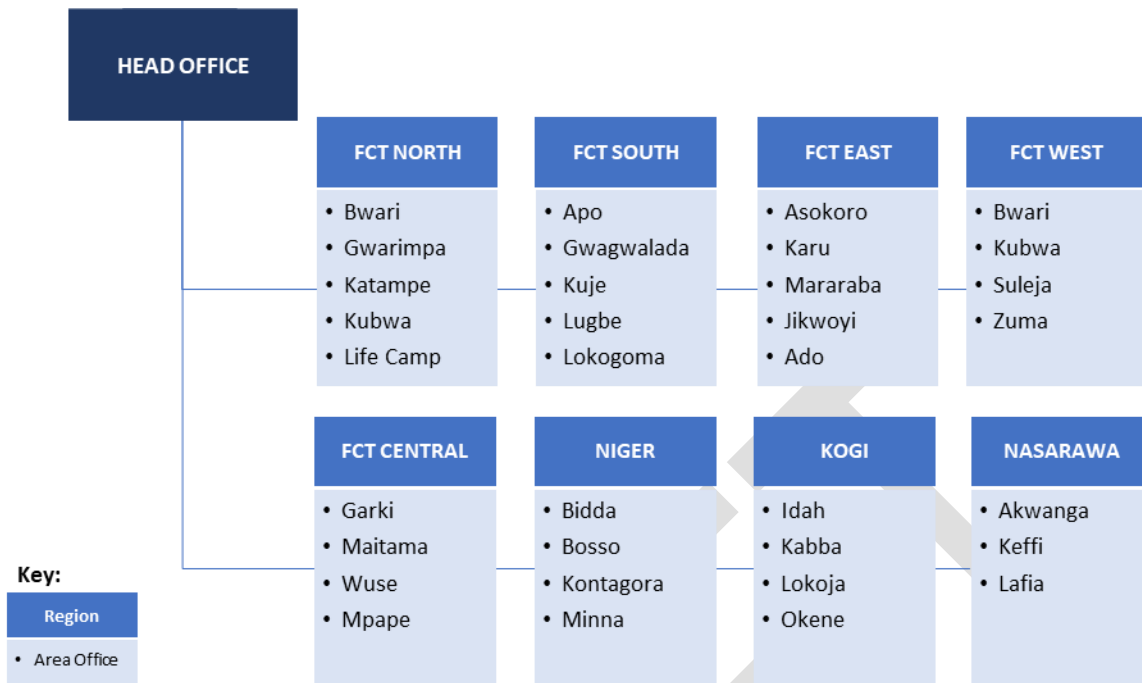 HEAD OFFICE
FCT NORTH
• Bwari
• Gwarimpa
• Katampe
• Kubwa
• Life Camp
FCT SOUTH
• Apo
• Gwagwalada
• Kuje
• Lugbe
• Lokogoma
FCT EAST
• Asokoro
• Karu
• Mararaba
• Jikwoyi
• Ado
FCT WEST
• Bwari
• Kubwa
• Suleja
• Zuma
FCT CENTRAL
• Garki
• Maitama
• Wuse
• Mpape
NIGER
• Bidda
• Bosso
• Kontagora
• Minna
KOGI
• Idah
• Kabba
• Lokoja
• Okene
NASARAWA
• Akwanga
• Keffi
• Lafia
Key:
Region
• Area Office